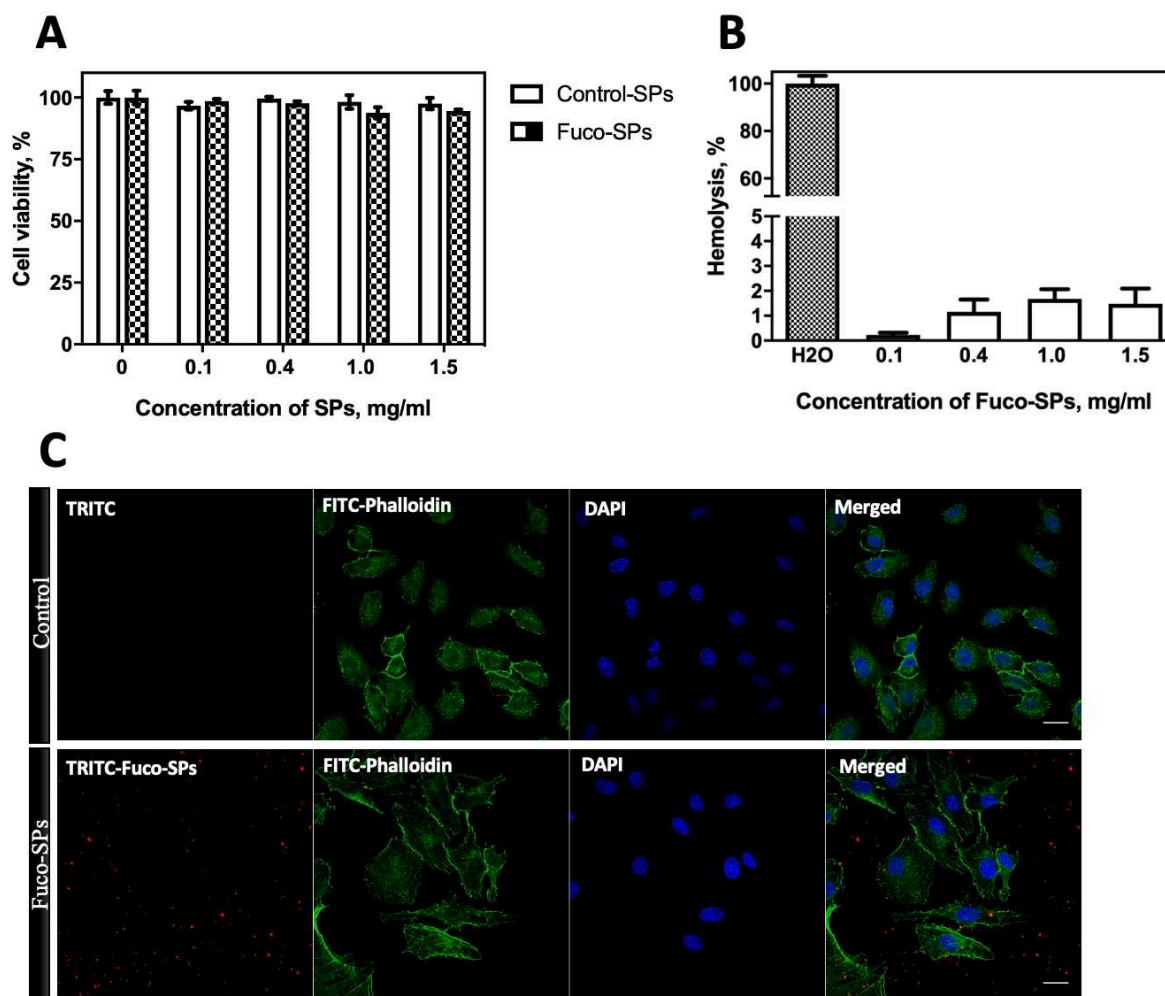 A
Cell viability, %
100
75
50
25
0
0 0.1 0.4 1.0 1.5
Concentration of SPs, mg/ml
Control-SPs
Fuco-SPs
B
Hemolysis, %
100
80
60
5
4
3
2
1
0
H2O 0.1 0.4 1.0 1.5
Concentration of Fuco-SPs, mg/ml
C
Control
TRITC
FITC-Phalloidin
DAPI
Merged
Fuco-SPs
TRITC-Fuco-SPs
FITC-Phalloidin
DAPI
Merged